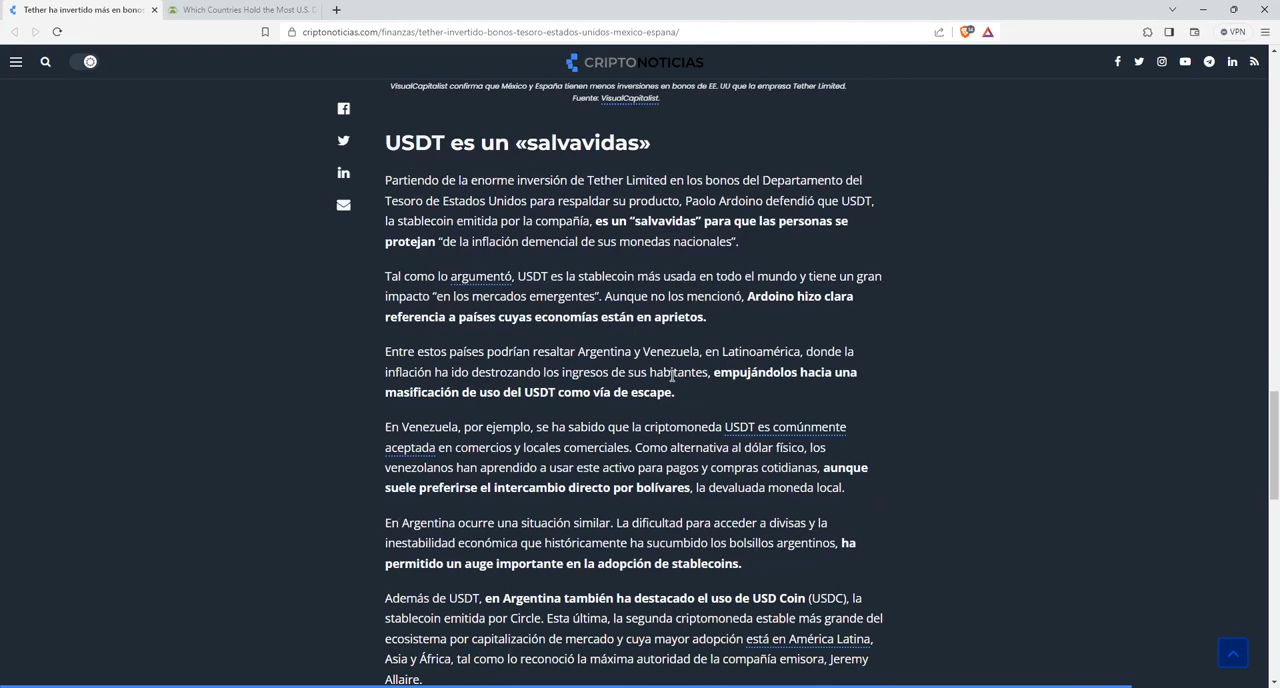 Tether ha invertido más en bonos
Which Countries Hold the Most U.S. D
criptonoticias.com/finanzas/tether-invertido-bonos-tesoro-estados-unidos-mexico-espana/
VPN
CRIPTONOTICIAS
VisualCapitalist confirma que México y España tienen menos inversiones en bonos de EE. UU que la empresa Tether Limited.
Fuente: VisualCapitalist.
USDT es un «salvavidas»
Partiendo de la enorme inversión de Tether Limited en los bonos del Departamento del
Tesoro de Estados Unidos para respaldar su producto, Paolo Ardoino defendió que USDT,
la stablecoin emitida por la compañía, es un “salvavidas” para que las personas se
protejan “de la inflación demencial de sus monedas nacionales”.
Tal como lo argumentó, USDT es la stablecoin más usada en todo el mundo y tiene un gran
impacto “en los mercados emergentes”. Aunque no los mencionó, Ardoino hizo clara
referencia a países cuyas economías están en aprietos.
Entre estos países podrían resaltar Argentina y Venezuela, en Latinoamérica, donde la
inflación ha ido destrozando los ingresos de sus habitantes, empujándolos hacia una
masificación de uso del USDT como vía de escape.
En Venezuela, por ejemplo, se ha sabido que la criptomoneda USDT es comúnmente
aceptada en comercios y locales comerciales. Como alternativa al dólar físico, los
venezolanos han aprendido a usar este activo para pagos y compras cotidianas, aunque
suele preferirse el intercambio directo por bolívares, la devaluada moneda local.
En Argentina ocurre una situación similar. La dificultad para acceder a divisas y la
inestabilidad económica que históricamente ha sucumbido los bolsillos argentinos, ha
permitido un auge importante en la adopción de stablecoins.
Además de USDT, en Argentina también ha destacado el uso de USD Coin (USDC), la
stablecoin emitida por Circle. Esta última, la segunda criptomoneda estable más grande del
ecosistema por capitalización de mercado y cuya mayor adopción está en América Latina,
Asia y África, tal como lo reconoció la máxima autoridad de la compañía emisora, Jeremy
Allaire.